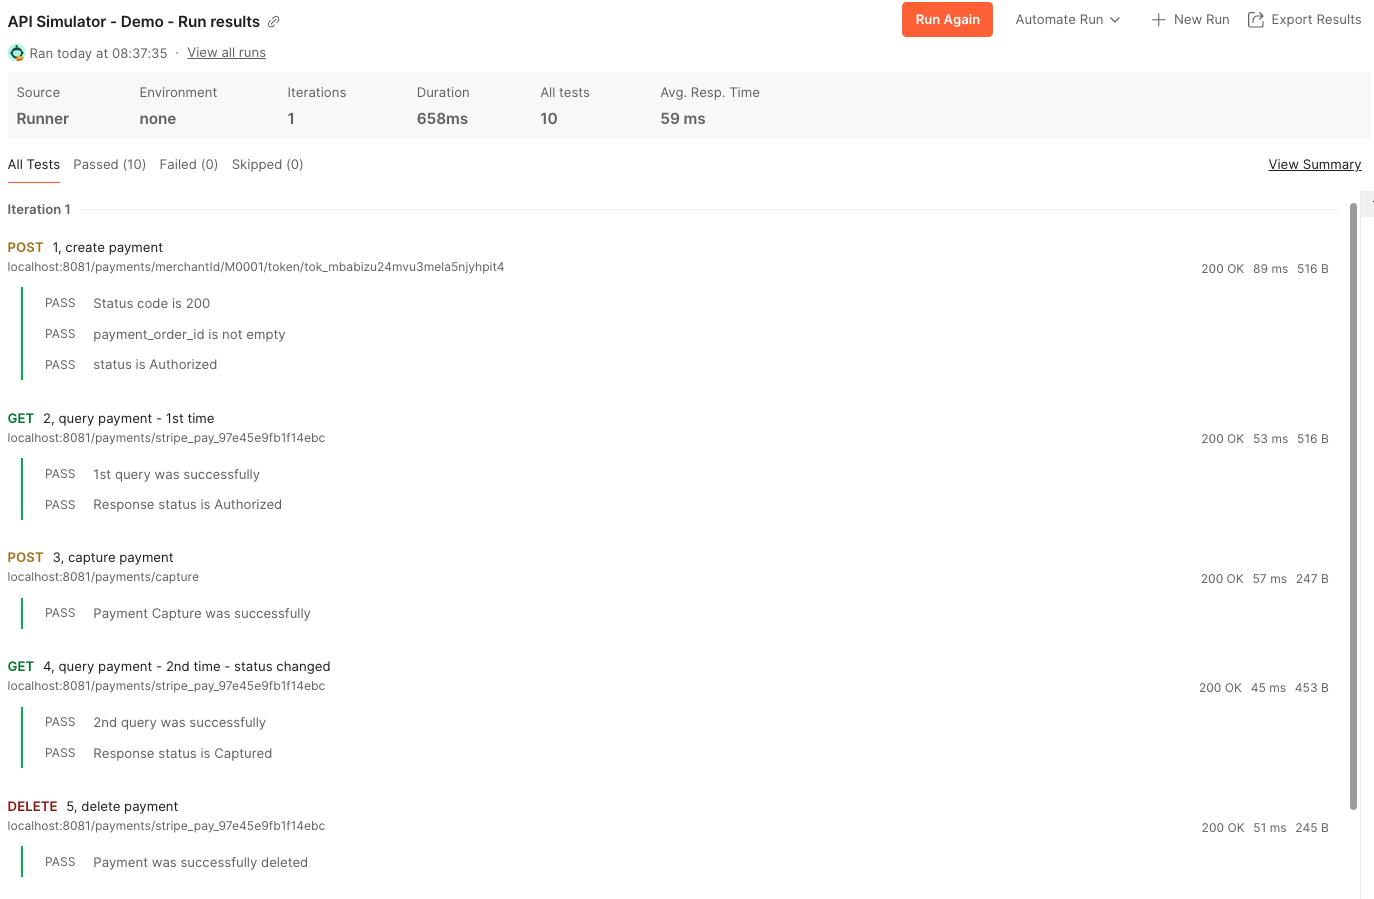 API Simulator - Demo - Run results
Run Again
Automate Run
New Run
Export Results
Ran today at 08:37:35 · View all runs
Source Environment Iterations Duration All tests Avg. Resp. Time
Runner none 1 658ms 10 59 ms
All Tests Passed (10) Failed (0) Skipped (0) View Summary
Iteration 1
POST 1, create payment
localhost:8081/payments/merchantId/M0001/token/tok_mbabizu24mvu3mela5njyhpit4
200 OK 89 ms 516 B
PASS Status code is 200
PASS payment_order_id is not empty
PASS status is Authorized
GET 2, query payment - 1st time
localhost:8081/payments/stripe_pay_97e45e9fb1f14ebc
200 OK 53 ms 516 B
PASS 1st query was successfully
PASS Response status is Authorized
POST 3, capture payment
localhost:8081/payments/capture
200 OK 57 ms 247 B
PASS Payment Capture was successfully
GET 4, query payment - 2nd time - status changed
localhost:8081/payments/stripe_pay_97e45e9fb1f14ebc
200 OK 45 ms 453 B
PASS 2nd query was successfully
PASS Response status is Captured
DELETE 5, delete payment
localhost:8081/payments/stripe_pay_97e45e9fb1f14ebc
200 OK 51 ms 245 B
PASS Payment was successfully deleted